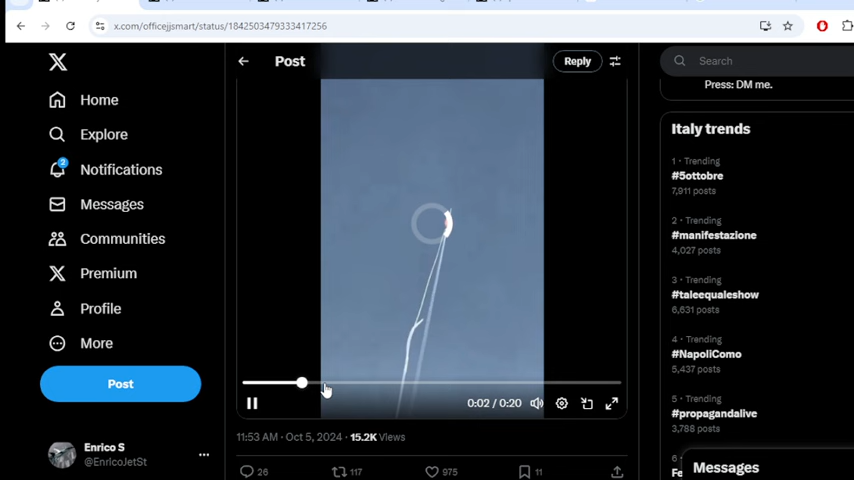 x.com/officejjsmart/status/1842503479333417256
Post
Reply
Search
Press: DM me.
Home
Explore
2
Notifications
Messages
Communities
Premium
Profile
More
Post
Enrico S
@EnricoJetSt
Italy trends
1 · Trending
#5ottobre
7,911 posts
2 · Trending
#manifestazione
4,027 posts
3 · Trending
#taleequaleshow
6,631 posts
4 · Trending
#NapoliComo
5,437 posts
5 · Trending
#propagandalive
3,788 posts
6 ·
Messages
0:02 / 0:20
11:53 AM · Oct 5, 2024 · 15.2K Views
26
117
975
11